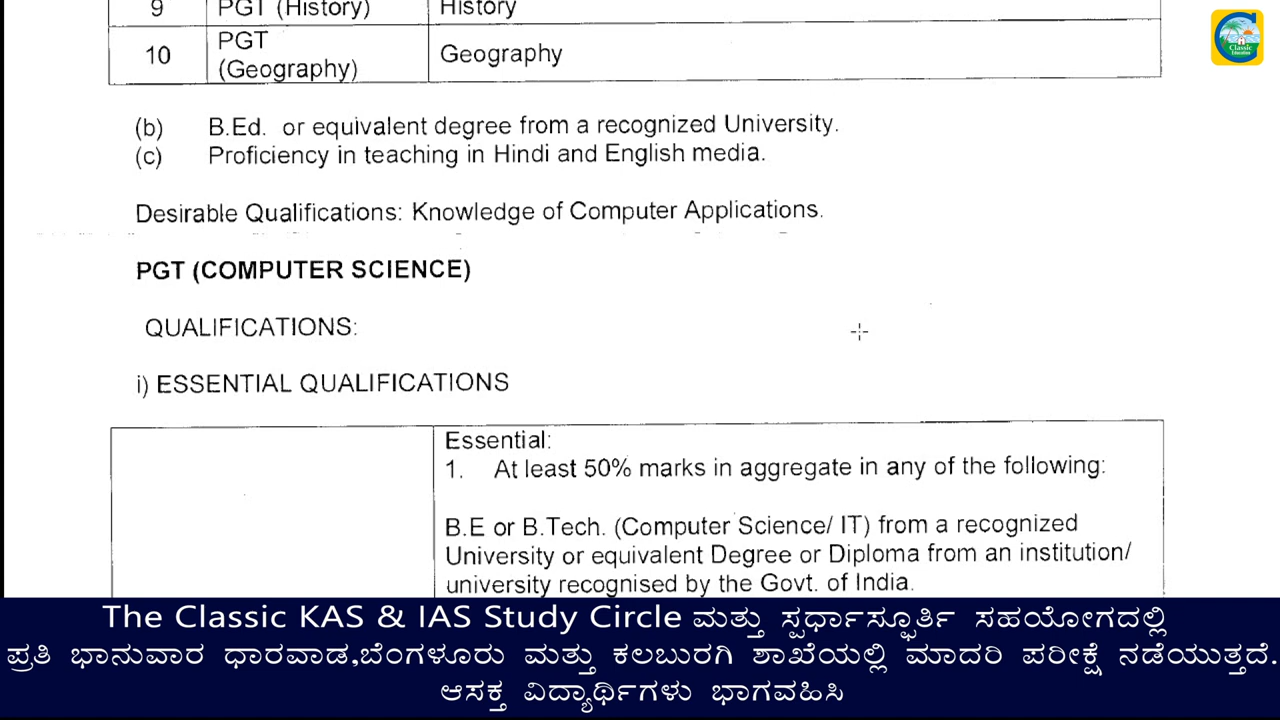 9 PGT (History) History
10 PGT (Geography) Geography
(b) B.Ed. or equivalent degree from a recognized University.
(c) Proficiency in teaching in Hindi and English media.
Desirable Qualifications: Knowledge of Computer Applications.
PGT (COMPUTER SCIENCE)
QUALIFICATIONS:
i) ESSENTIAL QUALIFICATIONS
Essential:
1. At least 50% marks in aggregate in any of the following:
B.E or B.Tech. (Computer Science/ IT) from a recognized
University or equivalent Degree or Diploma from an institution/
university recognised by the Govt. of India.
The Classic KAS & IAS Study Circle ಮತ್ತು ಸ್ಪರ್ಧಾಸ್ಫೂರ್ತಿ ಸಹಯೋಗದಲ್ಲಿ
ಪ್ರತಿ ಭಾನುವಾರ ಧಾರವಾಡ,ಬೆಂಗಳೂರು ಮತ್ತು ಕಲಬುರಗಿ ಶಾಖೆಯಲ್ಲಿ ಮಾದರಿ ಪರೀಕ್ಷೆ ನಡೆಯುತ್ತದೆ.
ಆಸಕ್ತ ವಿದ್ಯಾರ್ಥಿಗಳು ಭಾಗವಹಿಸಿ
Classic
Education